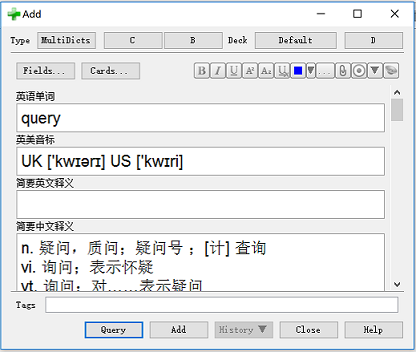 Add
Type MultiDicts C B Deck Default D
Fields... Cards... B I U A² A₂ U ...
英语单词
query
英美音标
UK ['kwɪərɪ] US ['kwɪri]
简要英文释义
简要中文释义
n. 疑问，质问；疑问号 ；[计] 查询
vi. 询问；表示怀疑
vt. 询问；对……表示疑问
Tags
Query Add History ▼ Close Help